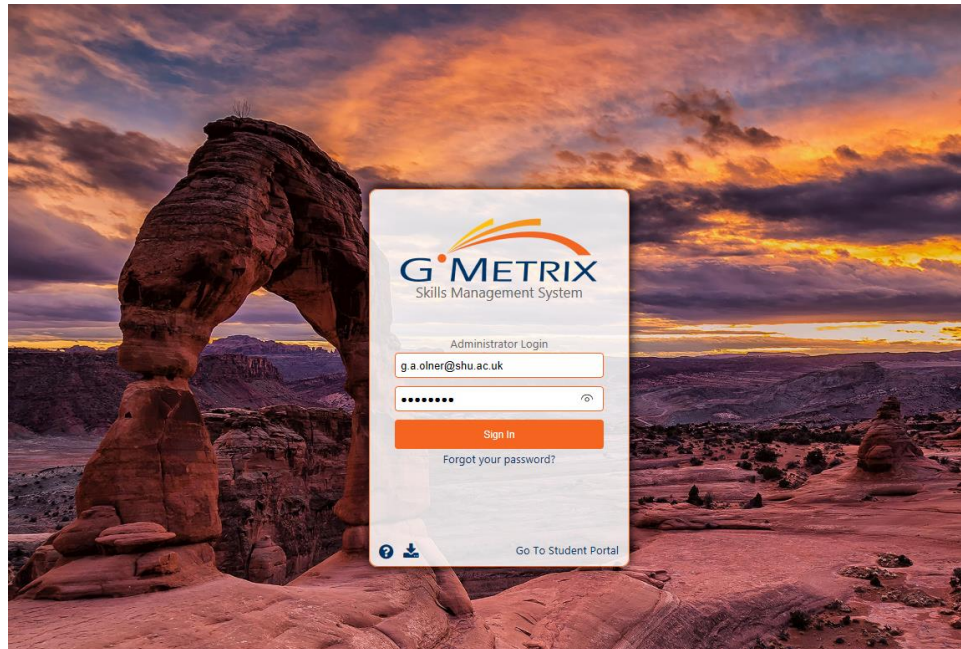 G METRIX
Skills Management System
Administrator Login
g.a.olner@shu.ac.uk
••••••••
Sign In
Forgot your password?
Go To Student Portal